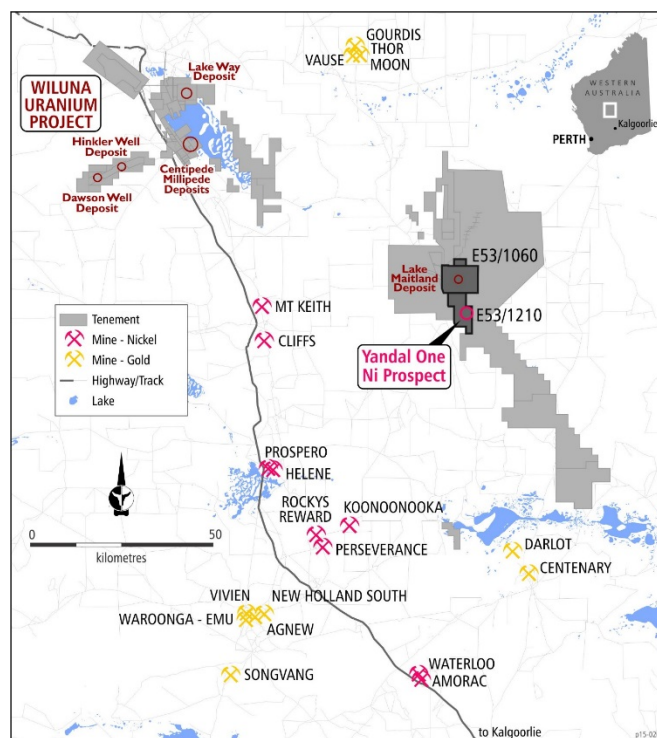 GOURDIS
THOR
VAUSE
MOON
Lake Way
Deposit
WILUNA
URANIUM
PROJECT
WESTERN
AUSTRALIA
Kalgoorlie
PERTH
Hinkler Well
Deposit
Dawson Well
Deposit
Centipede
Millipede
Deposits
E53/1060
Lake
Maitland
Deposit
E53/1210
MT KEITH
CLIFFS
Yandal One
Ni Prospect
LEGEND
Tenement
Mine - Nickel
Mine - Gold
Highway/Track
Lake
PROSPERO
HELENE
ROCKYS
REWARD
KOONOONOOKA
PERSEVERANCE
0 50
kilometres
DARLOT
CENTENARY
VIVIEN
NEW HOLLAND SOUTH
WAROONGA - EMU
AGNEW
SONGVANG
WATERLOO
AMORAC
to Kalgoorlie